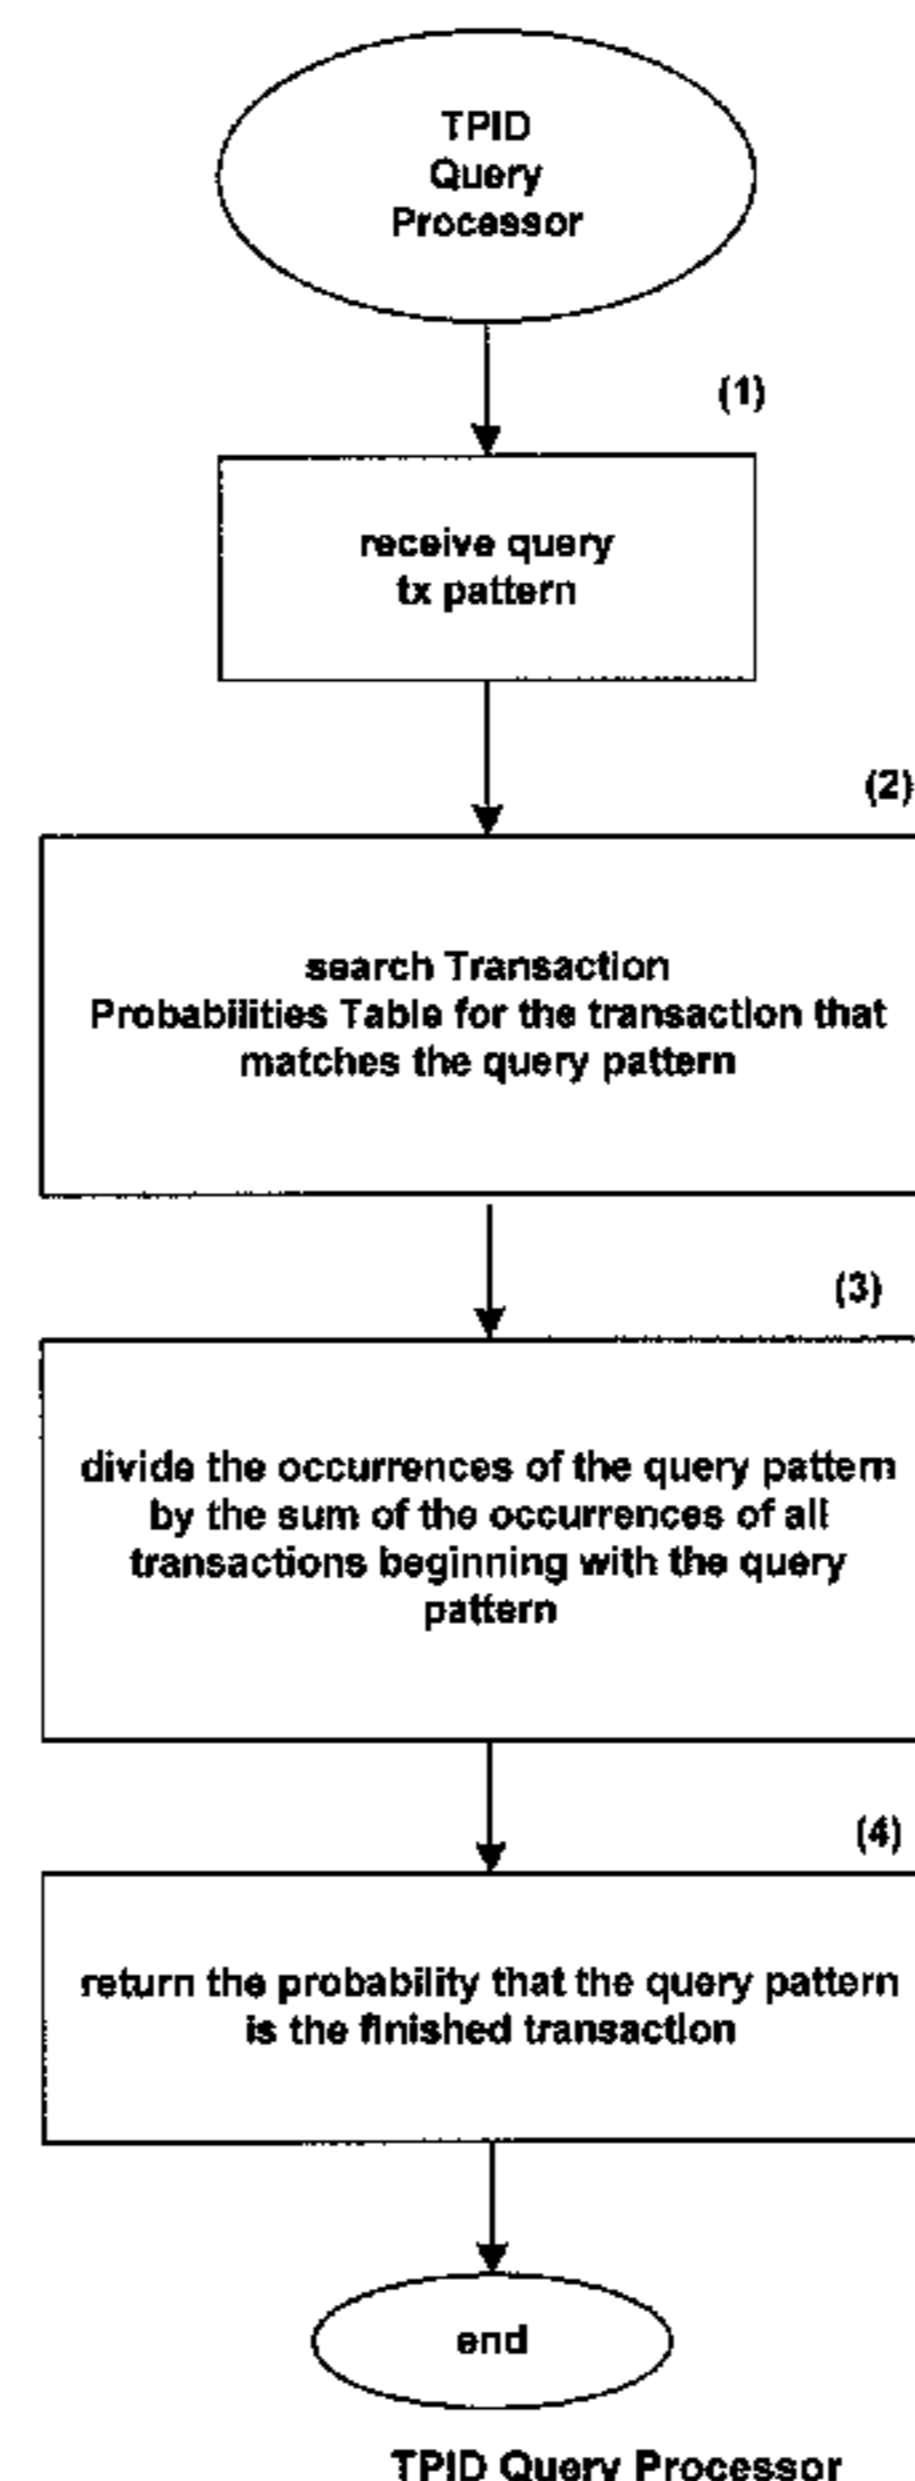 TPID
Query
Processor
(1)
receive query
tx pattern
(2)
search Transaction
Probabilities Table for the transaction that
matches the query pattern
(3)
divide the occurrences of the query pattern
by the sum of the occurrences of all
transactions beginning with the query
pattern
(4)
return the probability that the query pattern
is the finished transaction
end
TPID Query Processor